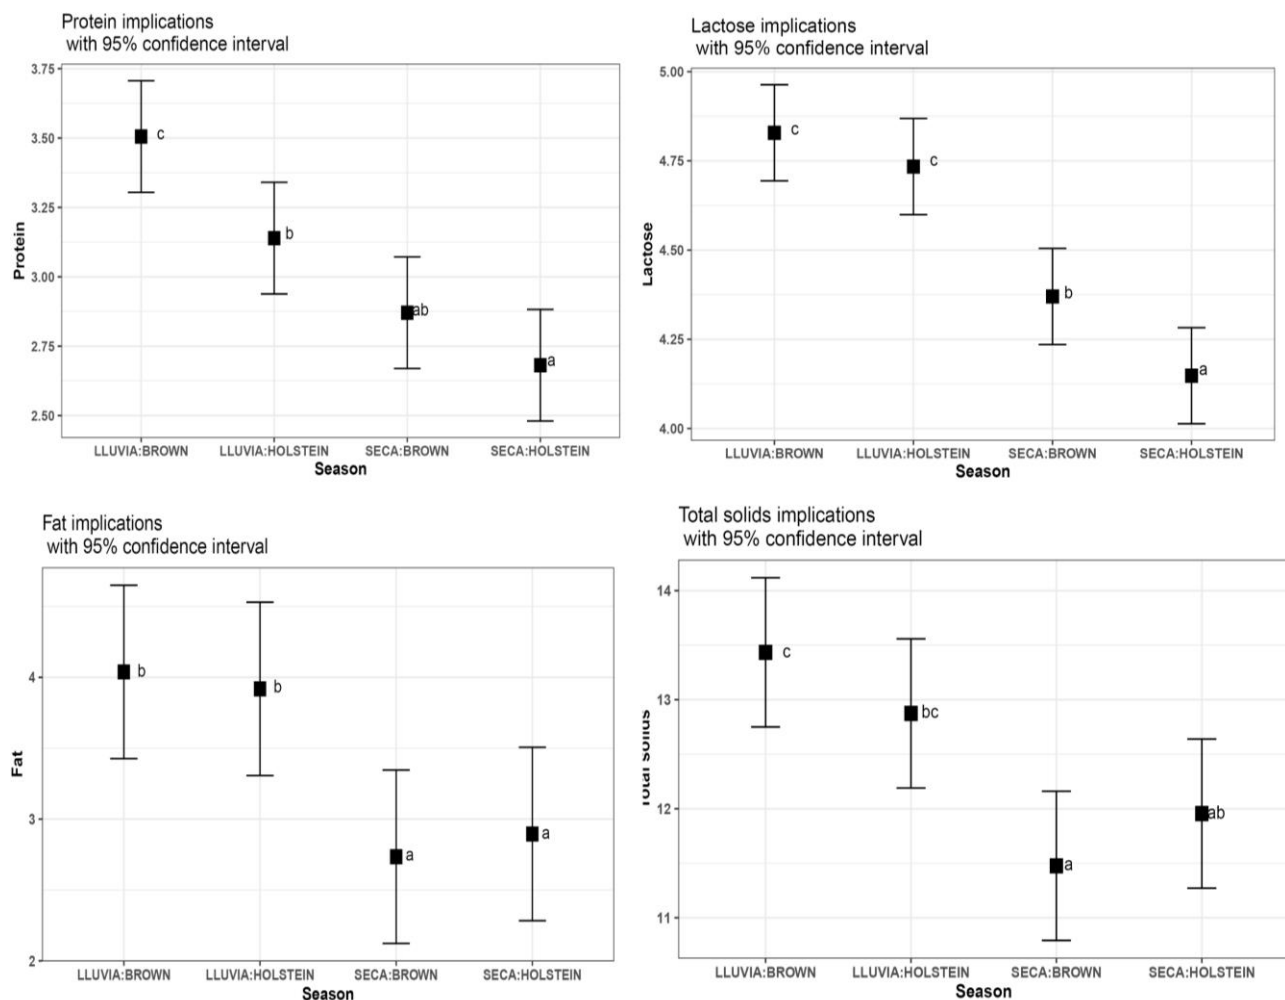 Protein implications
with 95% confidence interval
3.75
3.50
3.25
3.00
2.75
2.50
Protein
c
b
ab
a
LLUVIA:BROWN LLUVIA:HOLSTEIN SECA:BROWN SECA:HOLSTEIN
Season
Lactose implications
with 95% confidence interval
5.00
4.75
4.50
4.25
4.00
Lactose
c
c
b
a
LLUVIA:BROWN LLUVIA:HOLSTEIN SECA:BROWN SECA:HOLSTEIN
Season
Fat implications
with 95% confidence interval
4
3
2
Fat
b
b
a
a
LLUVIA:BROWN LLUVIA:HOLSTEIN SECA:BROWN SECA:HOLSTEIN
Season
Total solids implications
with 95% confidence interval
14
13
12
11
Total solids
c
bc
a
ab
LLUVIA:BROWN LLUVIA:HOLSTEIN SECA:BROWN SECA:HOLSTEIN
Season